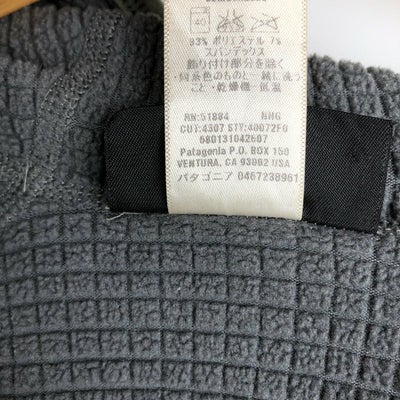 40
93% ポリエステル 7%
スパンデックス
飾り付け部分を除く
・同系色のものと一緒に洗う
こと・乾燥機・低温
RN:51884 HNG
CUT:4307 STY:40072F0
680131042607
Patagonia P.O. BOX 150
VENTURA, CA 93002 USA
パタゴニア 0467238961